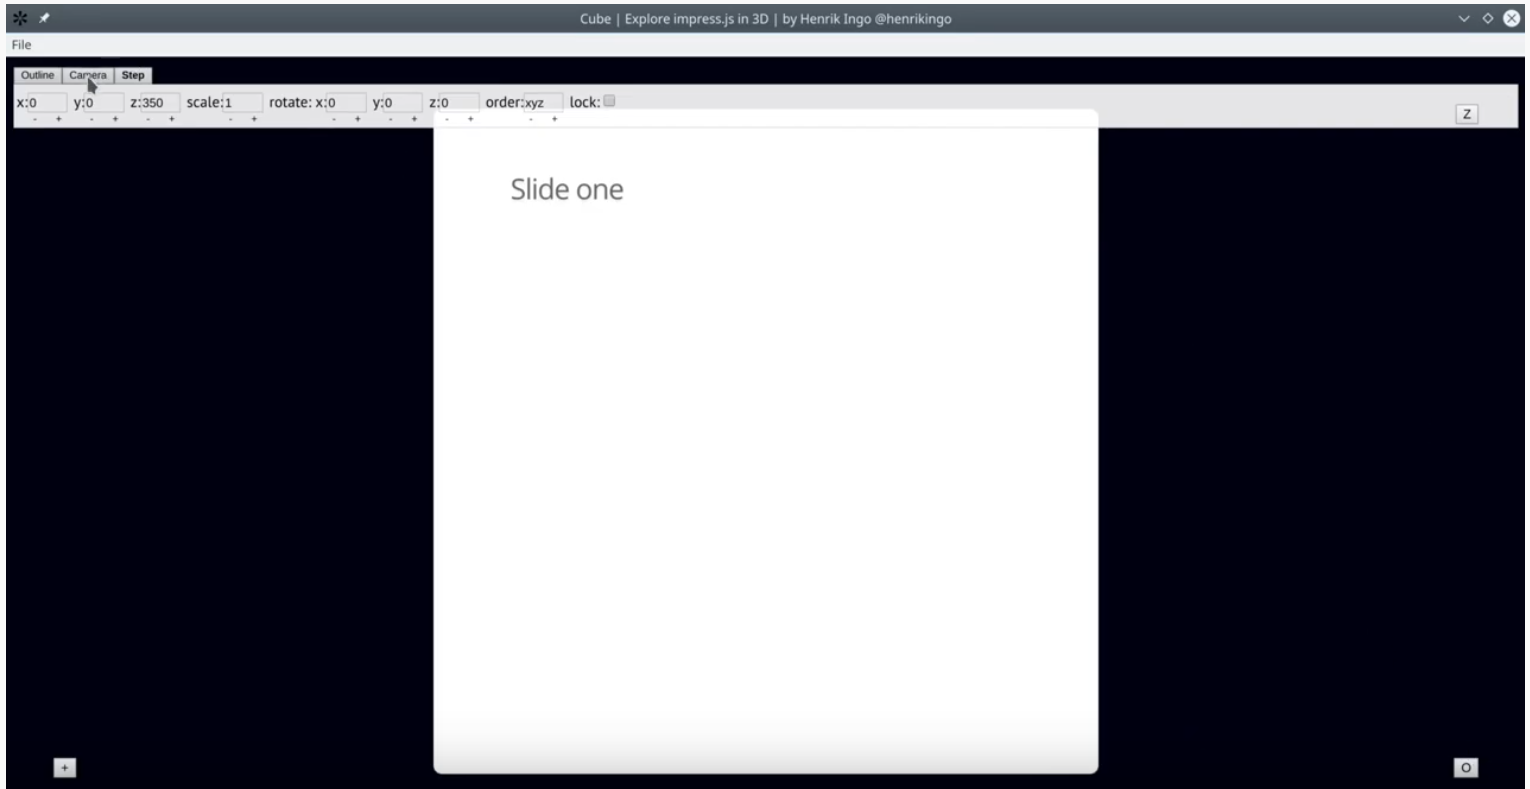 Cube | Explore impress.js in 3D | by Henrik Ingo @henrikingo
File
Outline Camera Step
x:0 y:0 z:350 scale:1 rotate: x:0 y:0 z:0 order:xyz lock:
- + - + - + - + - + - + - + - +
Z
Slide one
+ O